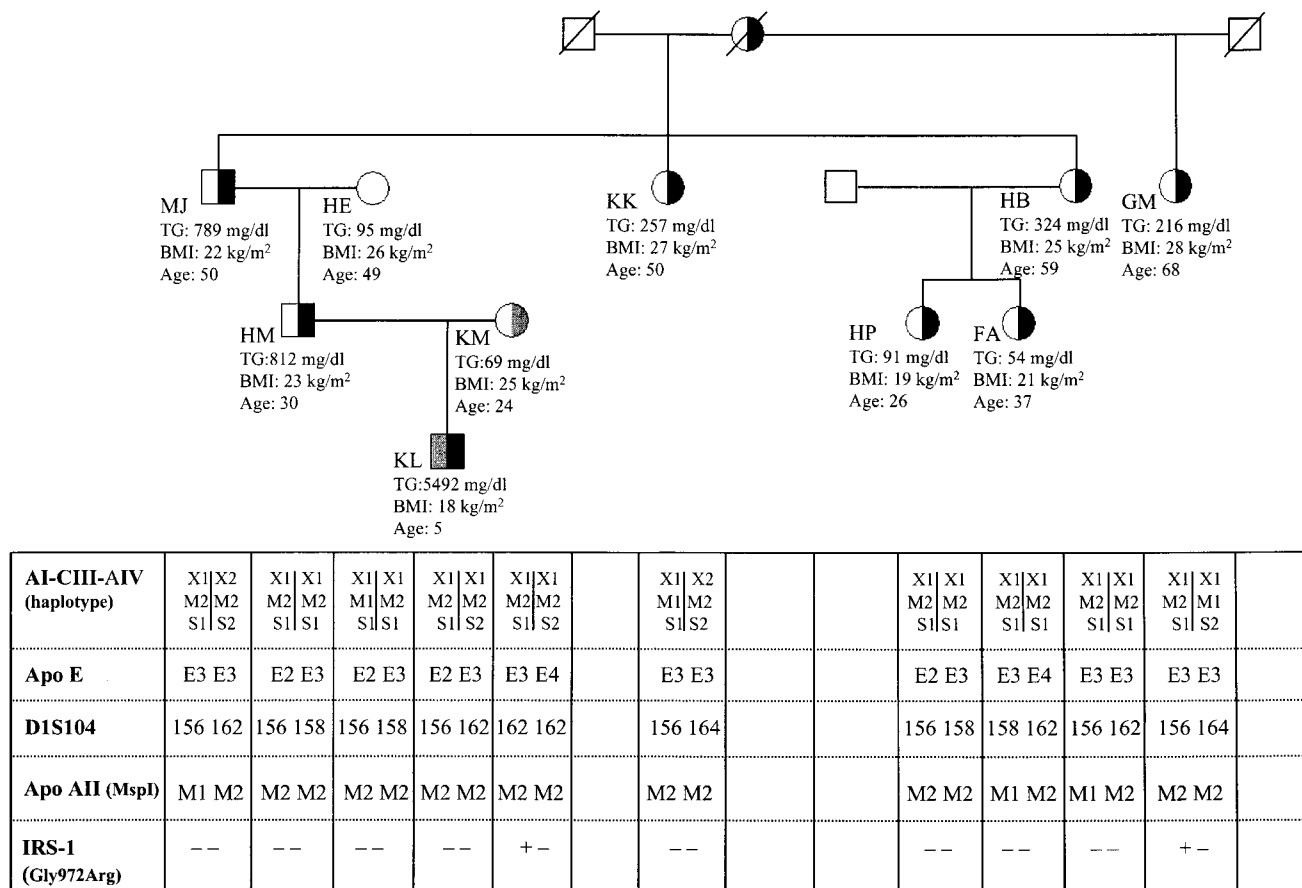 MJ
TG: 789 mg/dl
BMI: 22 kg/m²
Age: 50
HE
TG: 95 mg/dl
BMI: 26 kg/m²
Age: 49
KK
TG: 257 mg/dl
BMI: 27 kg/m²
Age: 50
HB
TG: 324 mg/dl
BMI: 25 kg/m²
Age: 59
GM
TG: 216 mg/dl
BMI: 28 kg/m²
Age: 68
HM
TG:812 mg/dl
BMI: 23 kg/m²
Age: 30
KM
TG:69 mg/dl
BMI: 25 kg/m²
Age: 24
HP
TG: 91 mg/dl
BMI: 19 kg/m²
Age: 26
FA
TG: 54 mg/dl
BMI: 21 kg/m²
Age: 37
KL
TG:5492 mg/dl
BMI: 18 kg/m²
Age: 5
AI-CIII-AIV X1|X2 X1|X1 X1|X1 X1|X1 X1|X1 X1|X2 X1|X1 X1|X1 X1|X1 X1|X1
(haplotype) M2|M2 M2|M2 M1|M2 M2|M2 M2|M2 M1|M2 M2|M2 M2|M2 M2|M2 M2|M1
S1|S2 S1|S1 S1|S1 S1|S2 S1|S2 S1|S2 S1|S1 S1|S1 S1|S1 S1|S2
Apo E E3 E3 E2 E3 E2 E3 E2 E3 E3 E4 E3 E3 E2 E3 E3 E4 E3 E3 E3 E3
D1S104 156 162 156 158 156 158 156 162 162 162 156 164 156 158 158 162 156 162 156 164
Apo AII (MspI) M1 M2 M2 M2 M2 M2 M2 M2 M2 M2 M2 M2 M2 M2 M1 M2 M1 M2 M2 M2
IRS-1 – – – – – – – – + – – – – – – – – – + –
(Gly972Arg)